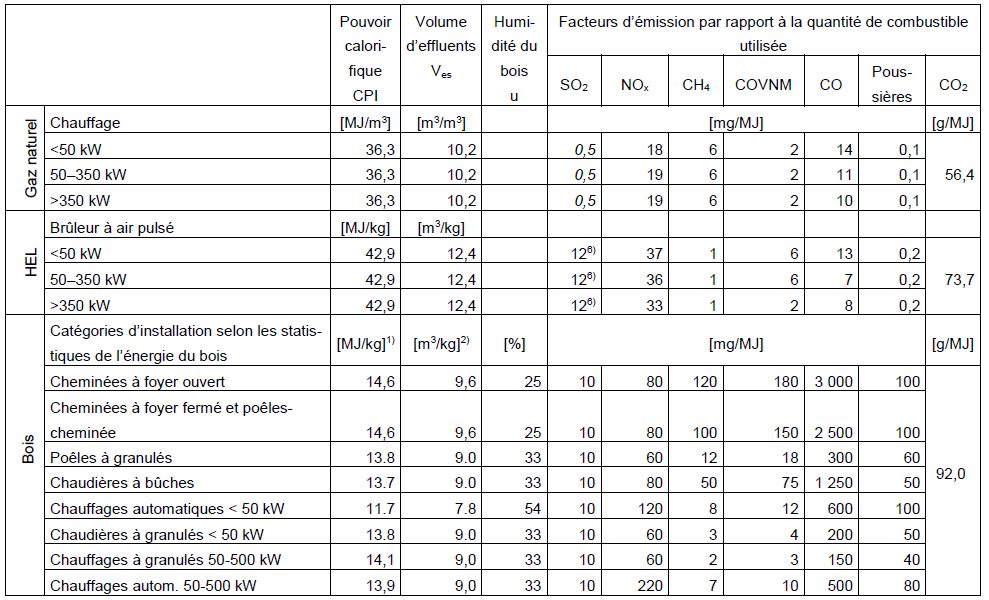 Pouvoir calori- fique CPI Volume d’effluents Ves Humi- dité du bois u Facteurs d’émission par rapport à la quantité de combustible utilisée
SO2 NOx CH4 COVNM CO Pous- sières CO2
Gaz naturel
Chauffage [MJ/m³] [m³/m³] [mg/MJ] [g/MJ]
<50 kW 36,3 10,2 0,5 18 6 2 14 0,1
50–350 kW 36,3 10,2 0,5 19 6 2 11 0,1 56,4
>350 kW 36,3 10,2 0,5 19 6 2 10 0,1
HEL
Brûleur à air pulsé [MJ/kg] [m³/kg]
<50 kW 42,9 12,4 12⁶⁾ 37 1 6 13 0,2
50–350 kW 42,9 12,4 12⁶⁾ 36 1 6 7 0,2 73,7
>350 kW 42,9 12,4 12⁶⁾ 33 1 2 8 0,2
Bois
Catégories d’installation selon les statis-
tiques de l’énergie du bois [MJ/kg]¹⁾ [m³/kg]²⁾ [%] [mg/MJ] [g/MJ]
Cheminées à foyer ouvert 14,6 9,6 25 10 80 120 180 3 000 100
Cheminées à foyer fermé et poêles-
cheminée 14,6 9,6 25 10 80 100 150 2 500 100
Poêles à granulés 13.8 9.0 33 10 60 12 18 300 60
92,0
Chaudières à bûches 13.7 9.0 33 10 80 50 75 1 250 50
Chauffages automatiques < 50 kW 11.7 7.8 54 10 120 8 12 600 100
Chaudières à granulés < 50 kW 13.8 9.0 33 10 60 3 4 200 50
Chauffages à granulés 50-500 kW 14,1 9,0 33 10 60 2 3 150 40
Chauffages autom. 50-500 kW 13,9 9,0 33 10 220 7 10 500 80